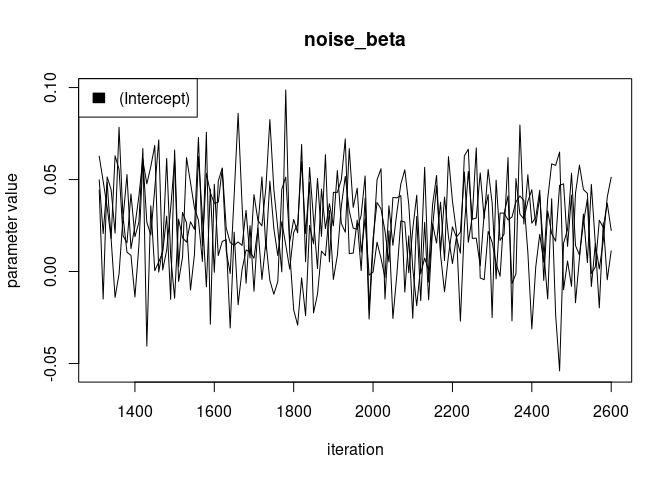 noise_beta
(Intercept)
parameter value
0.10
0.05
0.00
-0.05
1400 1600 1800 2000 2200 2400 2600
iteration